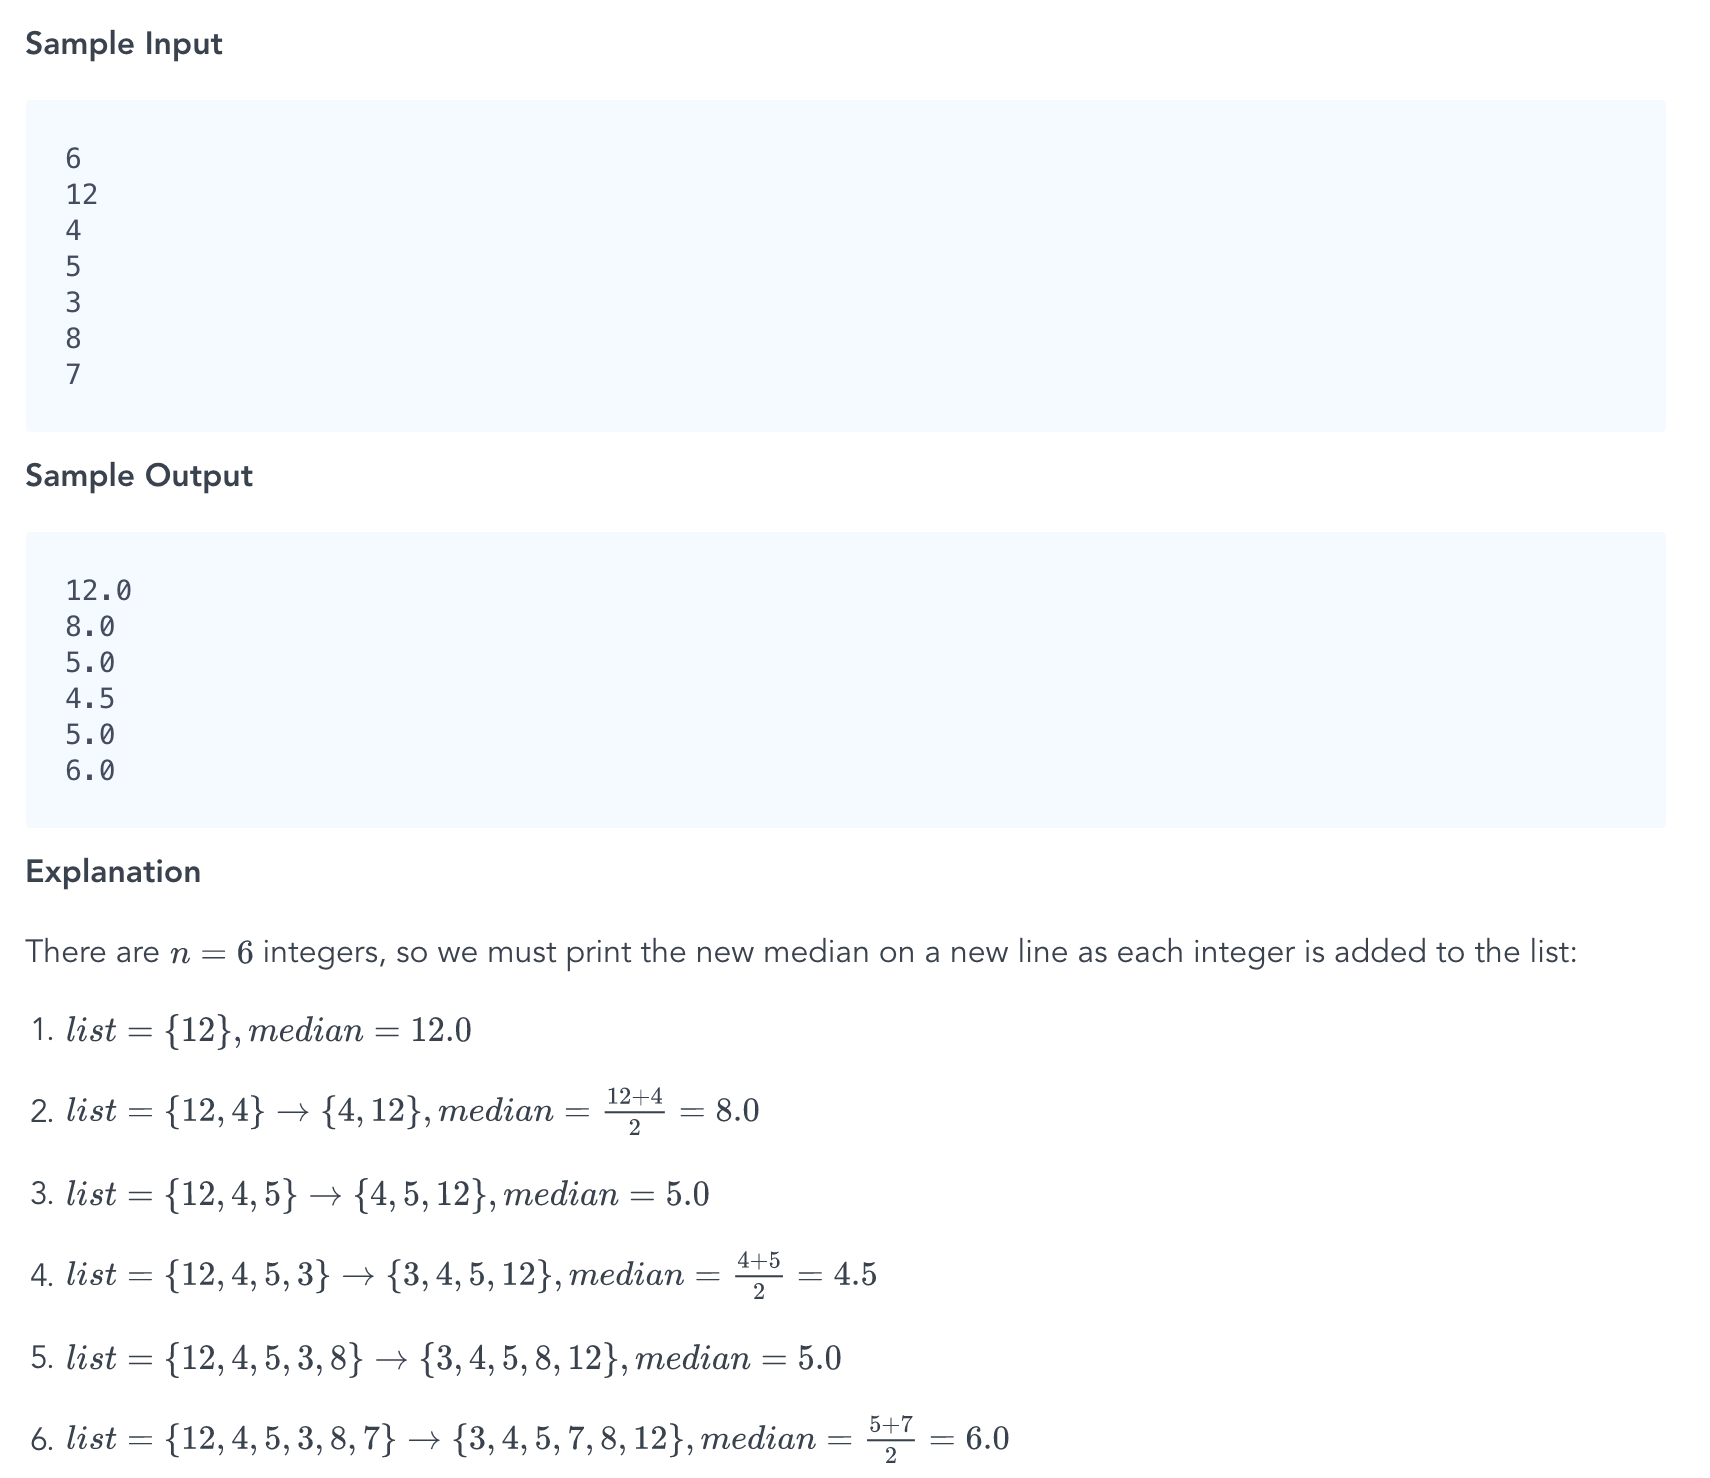 Sample Input
6
12
4
5
3
8
7
Sample Output
12.0
8.0
5.0
4.5
5.0
6.0
Explanation
There are n = 6 integers, so we must print the new median on a new line as each integer is added to the list:
1. list = {12}, median = 12.0
2. list = {12, 4} → {4, 12}, median = \frac{12+4}{2} = 8.0
3. list = {12, 4, 5} → {4, 5, 12}, median = 5.0
4. list = {12, 4, 5, 3} → {3, 4, 5, 12}, median = \frac{4+5}{2} = 4.5
5. list = {12, 4, 5, 3, 8} → {3, 4, 5, 8, 12}, median = 5.0
6. list = {12, 4, 5, 3, 8, 7} → {3, 4, 5, 7, 8, 12}, median = \frac{5+7}{2} = 6.0